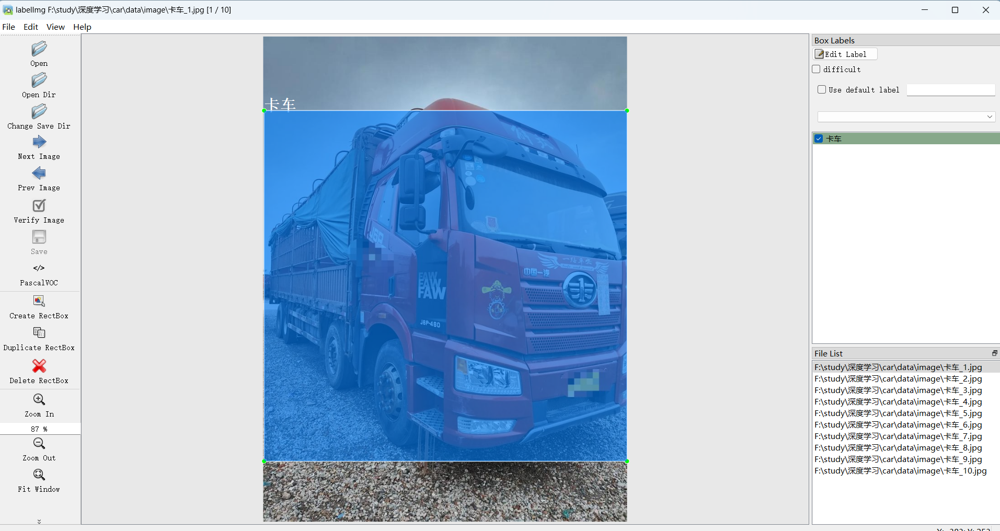 labelImg F:\study\深度学习\car\data\image\卡车_1.jpg [1 / 10]
File Edit View Help
Open
Open Dir
Change Save Dir
Next Image
Prev Image
Verify Image
Save
</>
PascalVOC
Create RectBox
Duplicate RectBox
Delete RectBox
Zoom In
87 %
Zoom Out
Fit Window
卡车
J6P
FAW
FAW
FAW
J6P-460
一路平安
中国一汽
Box Labels
Edit Label
difficult
Use default label
卡车
File List
F:\study\深度学习\car\data\image\卡车_1.jpg
F:\study\深度学习\car\data\image\卡车_2.jpg
F:\study\深度学习\car\data\image\卡车_3.jpg
F:\study\深度学习\car\data\image\卡车_4.jpg
F:\study\深度学习\car\data\image\卡车_5.jpg
F:\study\深度学习\car\data\image\卡车_6.jpg
F:\study\深度学习\car\data\image\卡车_7.jpg
F:\study\深度学习\car\data\image\卡车_8.jpg
F:\study\深度学习\car\data\image\卡车_9.jpg
F:\study\深度学习\car\data\image\卡车_10.jpg